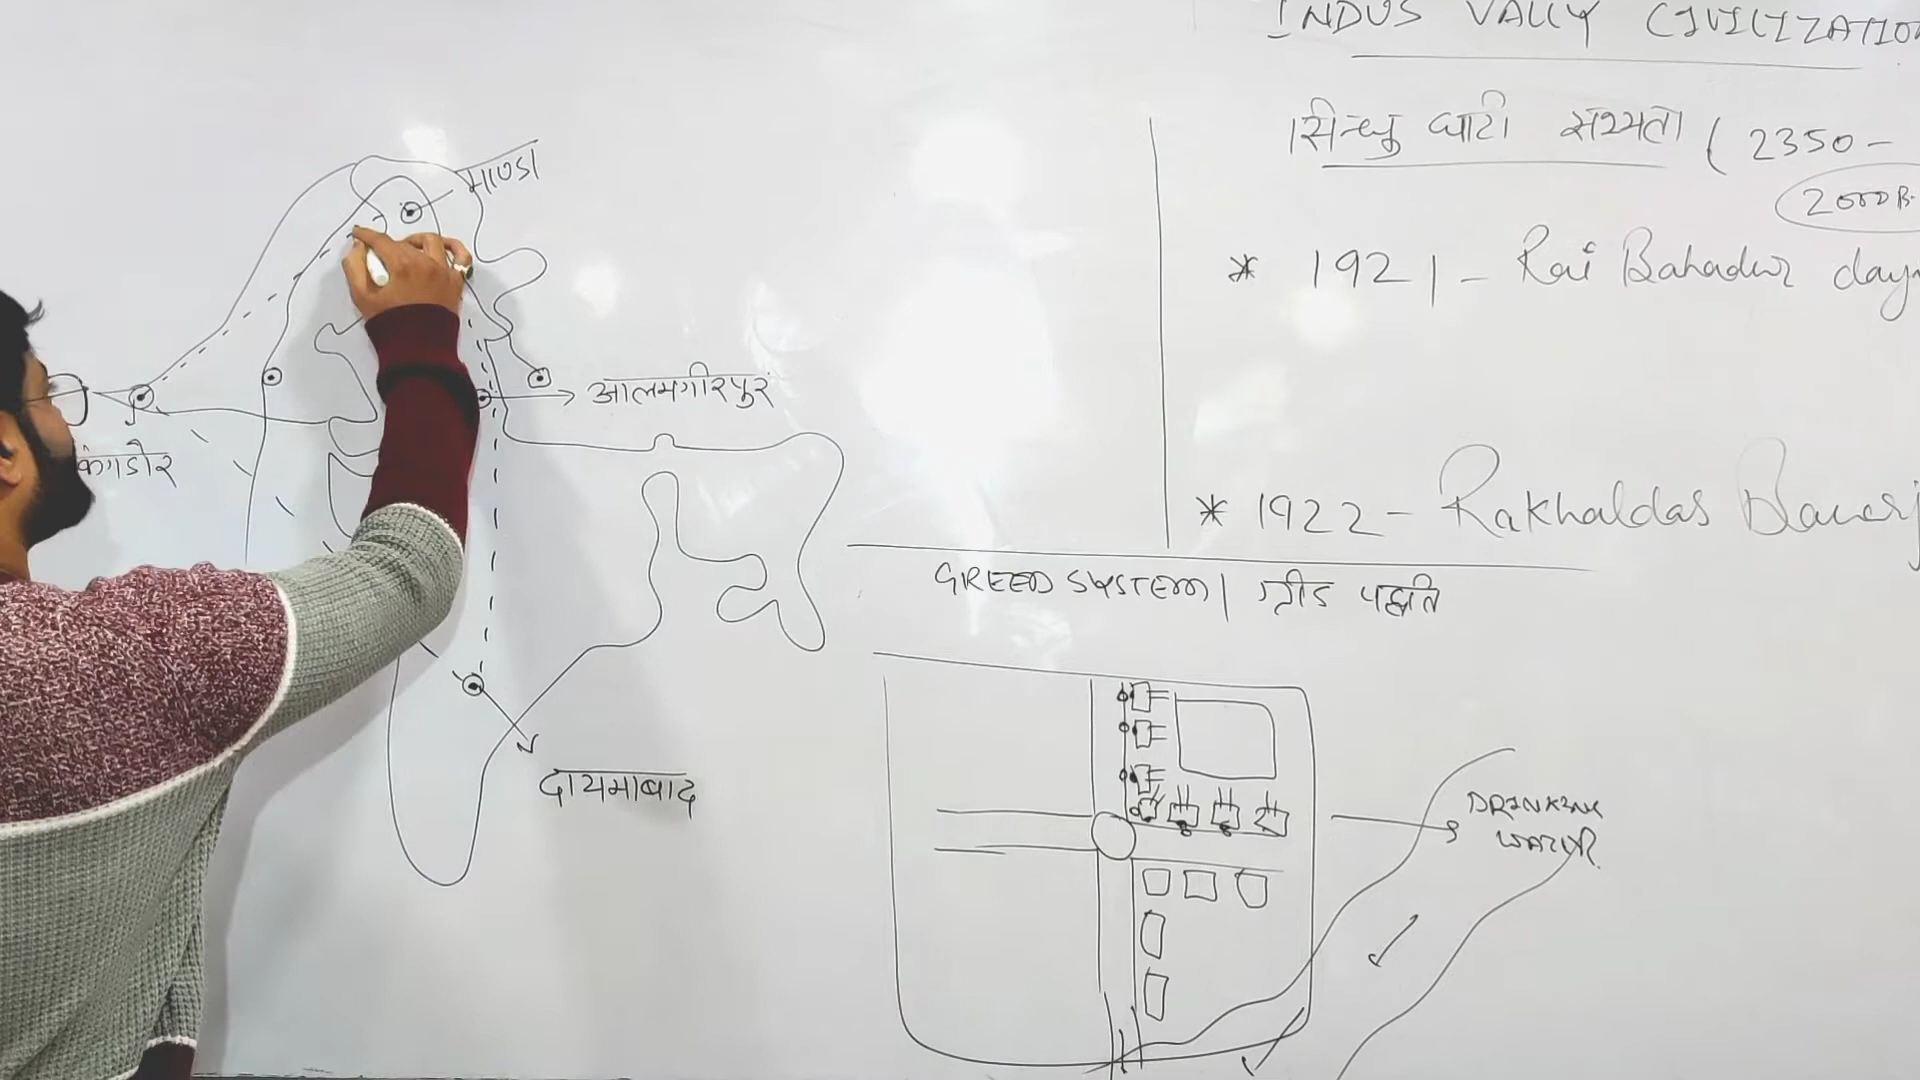 INDUS VALLY CIVILIZATION
सिन्धु घाटी सभ्यता ( 2350 -
2000 B.
* 1921 - Rai Bahadur day
* 1922 - Rakhaldas Banerj
माण्डा
आलमगीरपुर
दायमाबाद
GREED SYSTEM | ग्रीड पद्धति
DRINKING
WATER